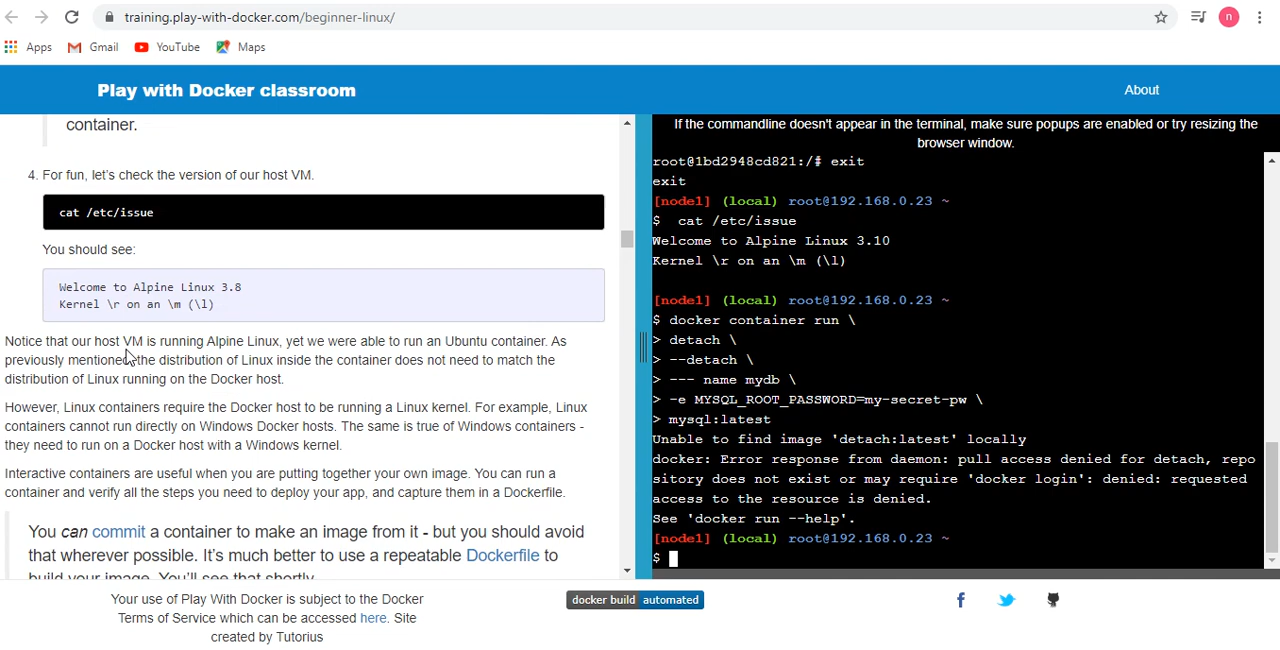 training.play-with-docker.com/beginner-linux/
n
Apps Gmail YouTube Maps
Play with Docker classroom
About
container.
4. For fun, let's check the version of our host VM.
cat /etc/issue
You should see:
Welcome to Alpine Linux 3.8
Kernel \r on an \m (\l)
Notice that our host VM is running Alpine Linux, yet we were able to run an Ubuntu container. As
previously mentioned, the distribution of Linux inside the container does not need to match the
distribution of Linux running on the Docker host.
However, Linux containers require the Docker host to be running a Linux kernel. For example, Linux
containers cannot run directly on Windows Docker hosts. The same is true of Windows containers -
they need to run on a Docker host with a Windows kernel.
Interactive containers are useful when you are putting together your own image. You can run a
container and verify all the steps you need to deploy your app, and capture them in a Dockerfile.
You can commit a container to make an image from it - but you should avoid
that wherever possible. It's much better to use a repeatable Dockerfile to
build your image. You'll see that shortly.
If the commandline doesn't appear in the terminal, make sure popups are enabled or try resizing the
browser window.
root@1bd2948cd821:/# exit
exit
[node1] (local) root@192.168.0.23 ~
$  cat /etc/issue
Welcome to Alpine Linux 3.10
Kernel \r on an \m (\l)
[node1] (local) root@192.168.0.23 ~
$ docker container run \
> detach \
> --detach \
> --- name mydb \
> -e MYSQL_ROOT_PASSWORD=my-secret-pw \
> mysql:latest
Unable to find image 'detach:latest' locally
docker: Error response from daemon: pull access denied for detach, repo
sitory does not exist or may require 'docker login': denied: requested
access to the resource is denied.
See 'docker run --help'.
[node1] (local) root@192.168.0.23 ~
$
Your use of Play With Docker is subject to the Docker
Terms of Service which can be accessed here. Site
created by Tutorius
docker build automated